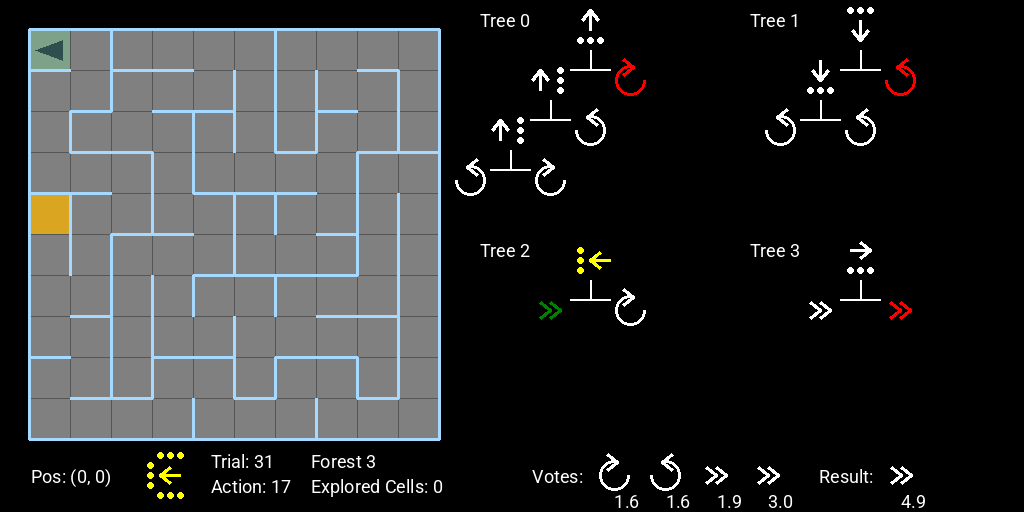 Tree 0
Tree 1
Tree 2
Tree 3
Pos: (0, 0)
Trial: 31
Forest 3
Action: 17
Explored Cells: 0
Votes:
1.6
1.6
1.9
3.0
Result:
4.9